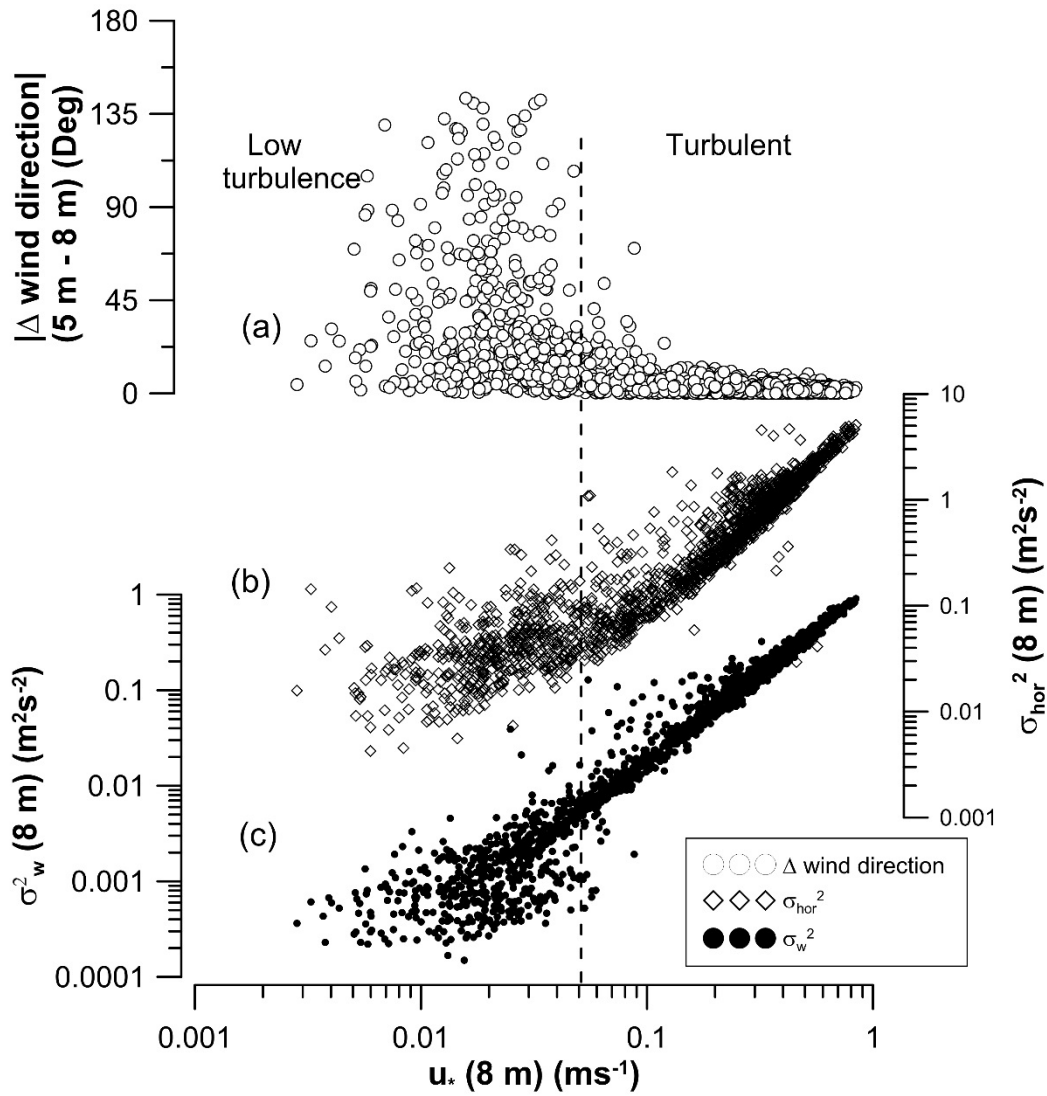 180
135
90
45
0
|Δ wind direction|
(5 m - 8 m) (Deg)
Low
turbulence
Turbulent
(a)
10
1
0.1
0.01
0.001
σhor² (8 m) (m²s⁻²)
(b)
1
0.1
0.01
0.001
0.0001
σ²w (8 m) (m²s⁻²)
(c)
Δ wind direction
σhor²
σw²
0.001
0.01
0.1
1
u* (8 m) (ms⁻¹)